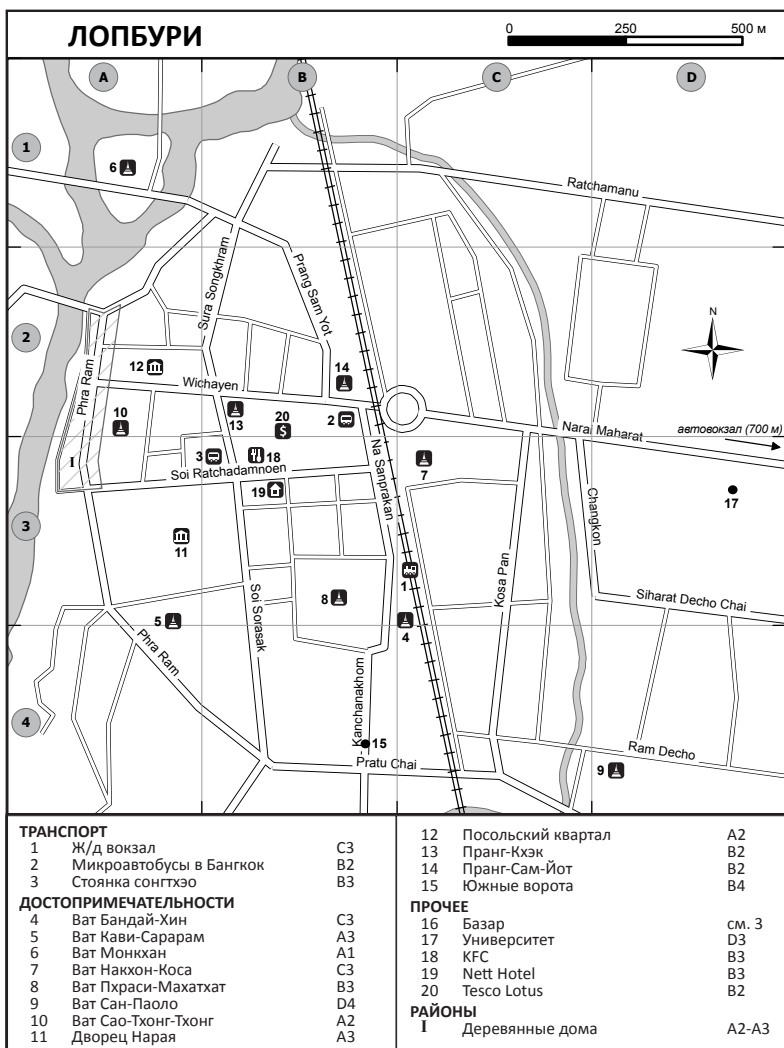 ЛОПБУРИ
0 250 500 м
A B C D
1
6
Ratchamanu
Sura Songkhram
Prang Sam Yot
N
2
12
14
Phra Ram
Wichayen
10
13
20
$
2
Narai Maharat
автовокзал (700 м)
I
3
18
Soi Ratchadamnoen
Na Sanprakan
7
19
17
3
11
Changkon
1
Kosa Pan
8
Siharat Decho Chai
5
Soi Sorasak
4
Phra Ram
Kanchanakhom
4
15
Ram Decho
Pratu Chai
9
ТРАНСПОРТ
1 Ж/д вокзал C3
2 Микроавтобусы в Бангкок B2
3 Стоянка сонгтхэо B3
ДОСТОПРИМЕЧАТЕЛЬНОСТИ
4 Ват Бандай-Хин C3
5 Ват Кави-Сарарам A3
6 Ват Монкхан A1
7 Ват Накхон-Коса C3
8 Ват Пхраси-Махатхат B3
9 Ват Сан-Паоло D4
10 Ват Сао-Тхонг-Тхонг A2
11 Дворец Нарая A3
12 Посольский квартал A2
13 Пранг-Кхэк B2
14 Пранг-Сам-Йот B2
15 Южные ворота B4
ПРОЧЕЕ
16 Базар см. 3
17 Университет D3
18 KFC B3
19 Nett Hotel B3
20 Tesco Lotus B2
РАЙОНЫ
I Деревянные дома A2-A3